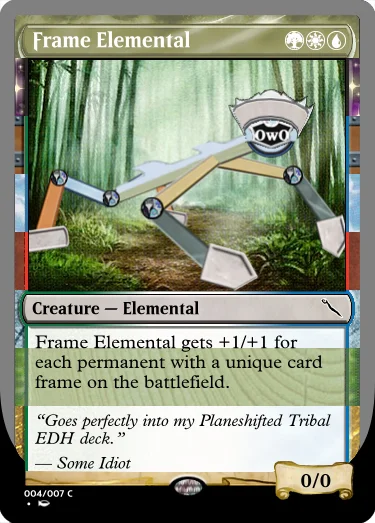 Frame Elemental
OwO
Creature — Elemental
Frame Elemental gets +1/+1 for
each permanent with a unique card
frame on the battlefield.
“Goes perfectly into my Planeshifted Tribal
EDH deck.”
— Some Idiot
0/0
004/007 C